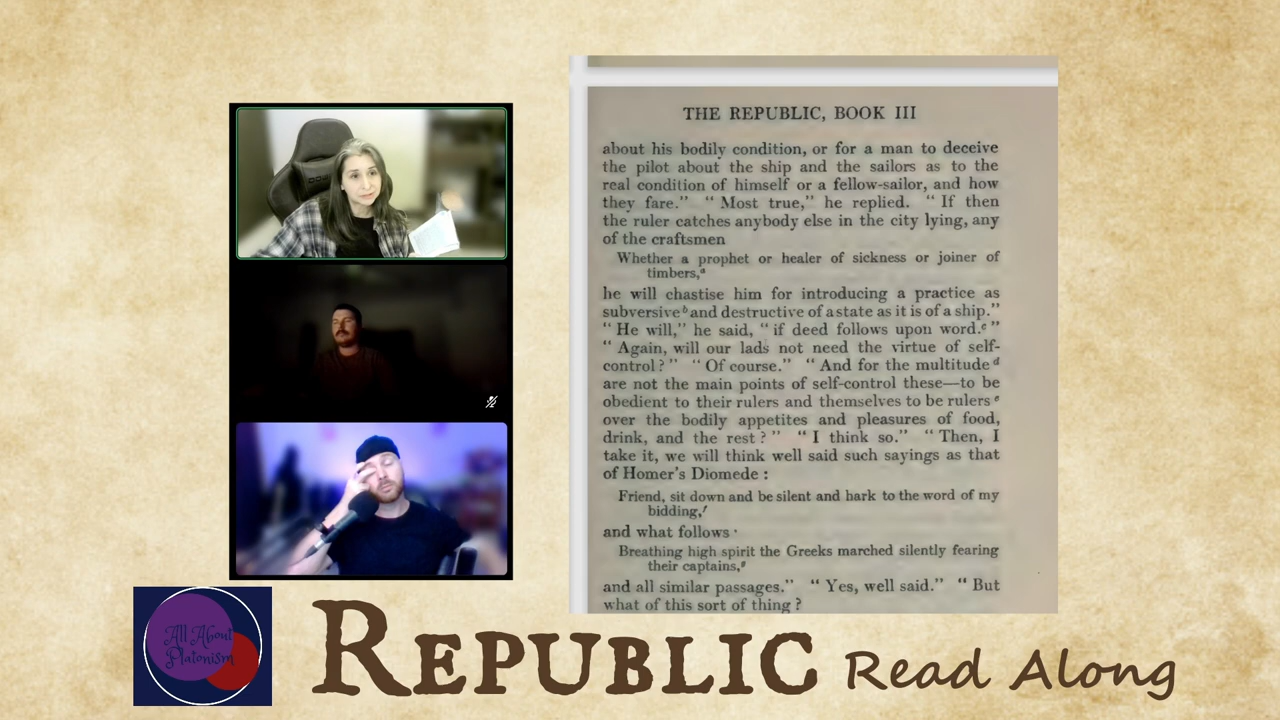 THE REPUBLIC, BOOK III
about his bodily condition, or for a man to deceive
the pilot about the ship and the sailors as to the
real condition of himself or a fellow-sailor, and how
they fare.” “ Most true,” he replied. “ If then
the ruler catches anybody else in the city lying, any
of the craftsmen
Whether a prophet or healer of sickness or joiner of
timbers,ᵃ
he will chastise him for introducing a practice as
subversive ᵇ and destructive of a state as it is of a ship.”
“ He will,” he said, “ if deed follows upon word.ᶜ ”
“ Again, will our lads not need the virtue of self-
control ? ” “ Of course.” “ And for the multitude ᵈ
are not the main points of self-control these—to be
obedient to their rulers and themselves to be rulers ᵉ
over the bodily appetites and pleasures of food,
drink, and the rest ? ” “ I think so.” “ Then, I
take it, we will think well said such sayings as that
of Homer’s Diomede :
Friend, sit down and be silent and hark to the word of my
bidding,ᶠ
and what follows ·
Breathing high spirit the Greeks marched silently fearing
their captains,ᵍ
and all similar passages.” “ Yes, well said.” “ But
what of this sort of thing ?
All About
Platonism
REPUBLIC Read Along